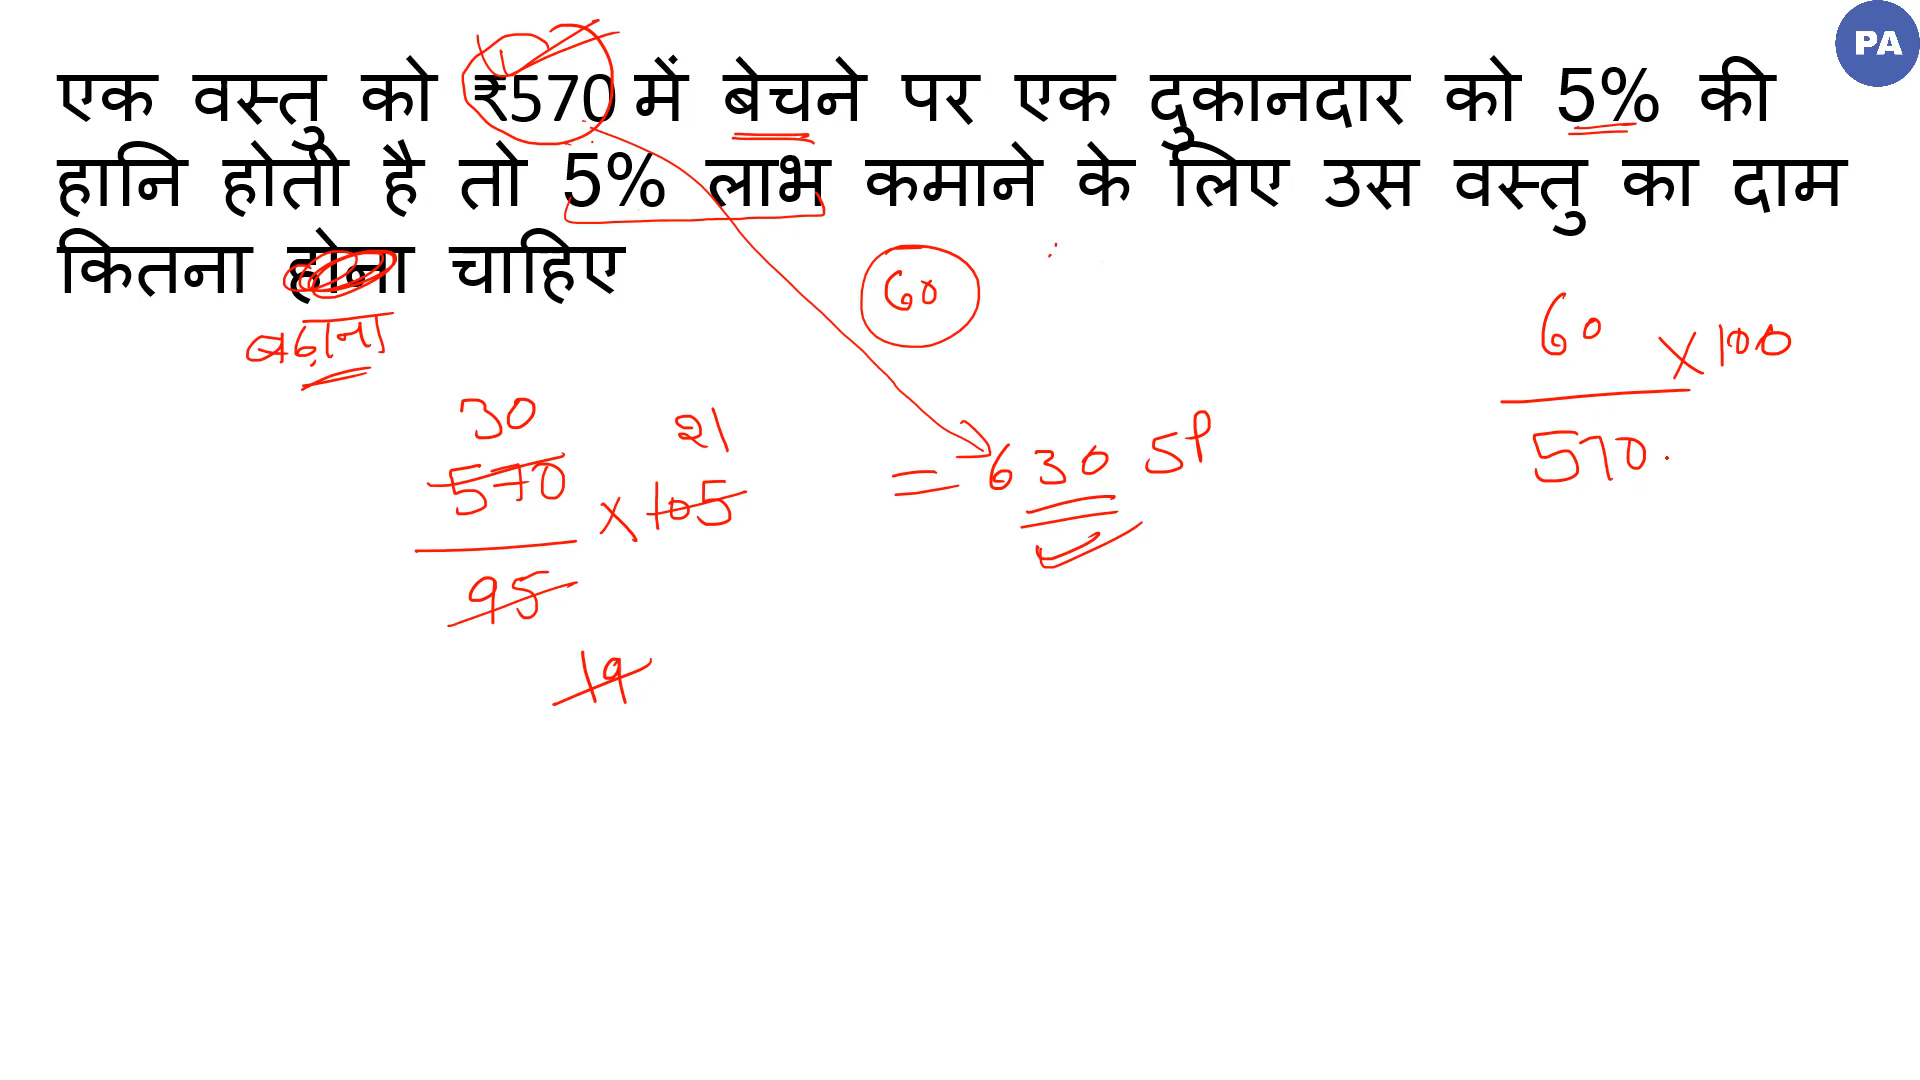 PA
एक वस्तु को ₹570 में बेचने पर एक दुकानदार को 5% की
हानि होती है तो 5% लाभ कमाने के लिए उस वस्तु का दाम
कितना होना चाहिए
बढ़ाना
60
60 × 100
570.
30
570 × 105
21
95
19
= 630 SP